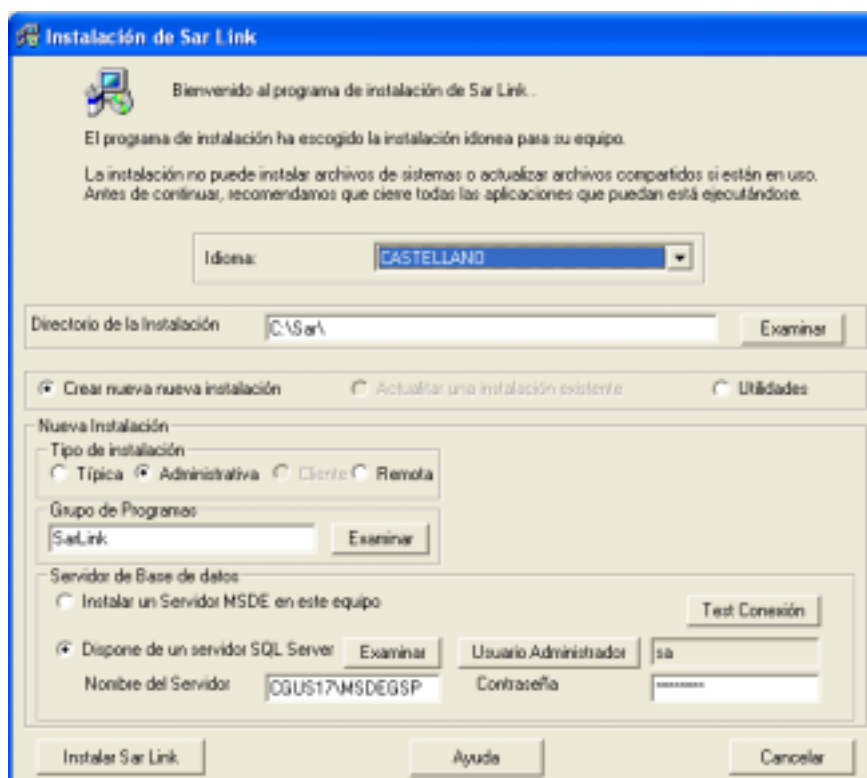 Instalación de Sar Link
Bienvenido al programa de instalación de Sar Link..
El programa de instalación ha escogido la instalación idonea para su equipo.
La instalación no puede instalar archivos de sistemas o actualizar archivos compartidos si están en uso.
Antes de continuar, recomendamos que cierre todas las aplicaciones que puedan está ejecutándose.
Idioma: CASTELLANO
Directorio de la Instalación C:\Sar\ Examinar
Crear nueva nueva instalación Actualitar una instalación existente Utilidades
Nueva Instalación
Tipo de instalación
Típica Administrativa Cliente Remota
Grupo de Programas
SarLink Examinar
Servidor de Base de datos
Instalar un Servidor MSDE en este equipo Test Conexión
Dispone de un servidor SQL Server Examinar Usuario Administrador sa
Nombre del Servidor CGUS17\MSDEGSP Contraseña
Instalar Sar Link Ayuda Cancelar